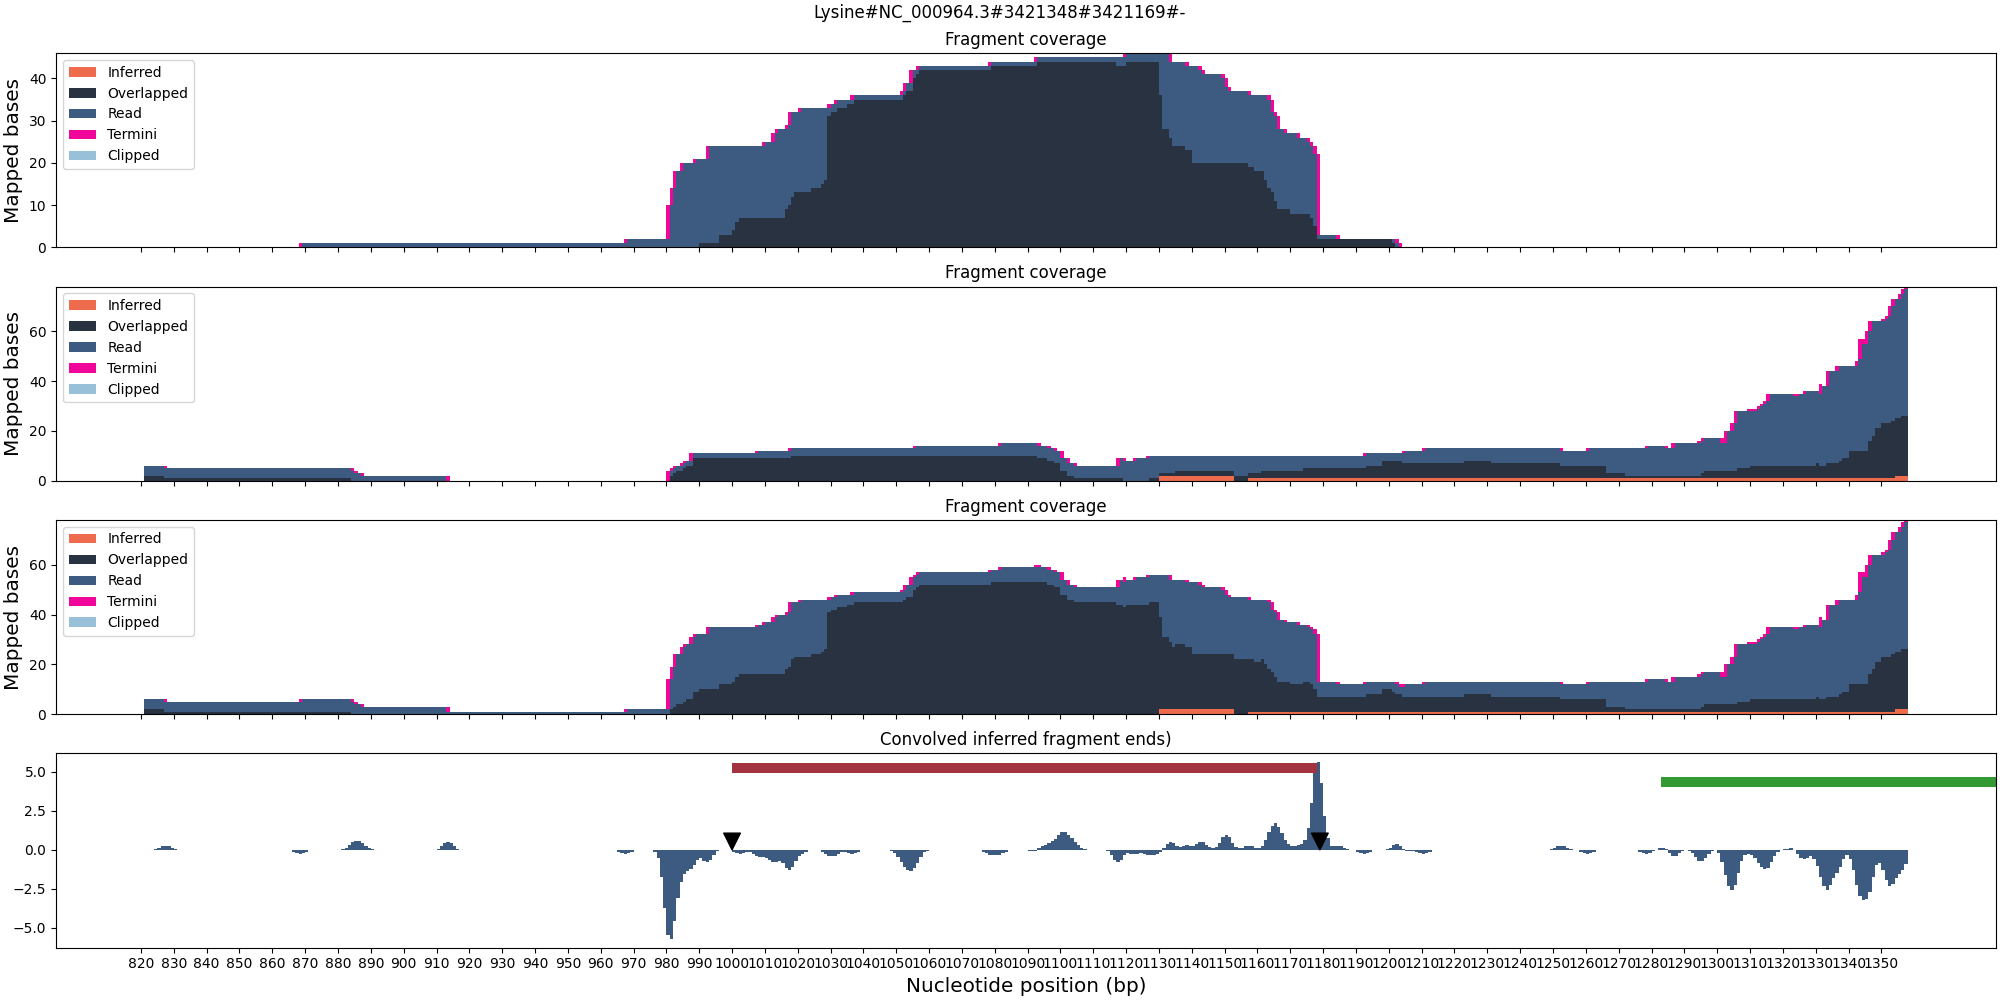 Lysine#NC_000964.3#3421348#3421169#-
Fragment coverage
Mapped bases
40
30
20
10
0
Inferred
Overlapped
Read
Termini
Clipped
Fragment coverage
Mapped bases
60
40
20
0
Inferred
Overlapped
Read
Termini
Clipped
Fragment coverage
Mapped bases
60
40
20
0
Inferred
Overlapped
Read
Termini
Clipped
Convolved inferred fragment ends)
5.0
2.5
0.0
−2.5
−5.0
820 830 840 850 860 870 880 890 900 910 920 930 940 950 960 970 980 990 1000 1010 1020 1030 1040 1050 1060 1070 1080 1090 1100 1110 1120 1130 1140 1150 1160 1170 1180 1190 1200 1210 1220 1230 1240 1250 1260 1270 1280 1290 1300 1310 1320 1330 1340 1350
Nucleotide position (bp)